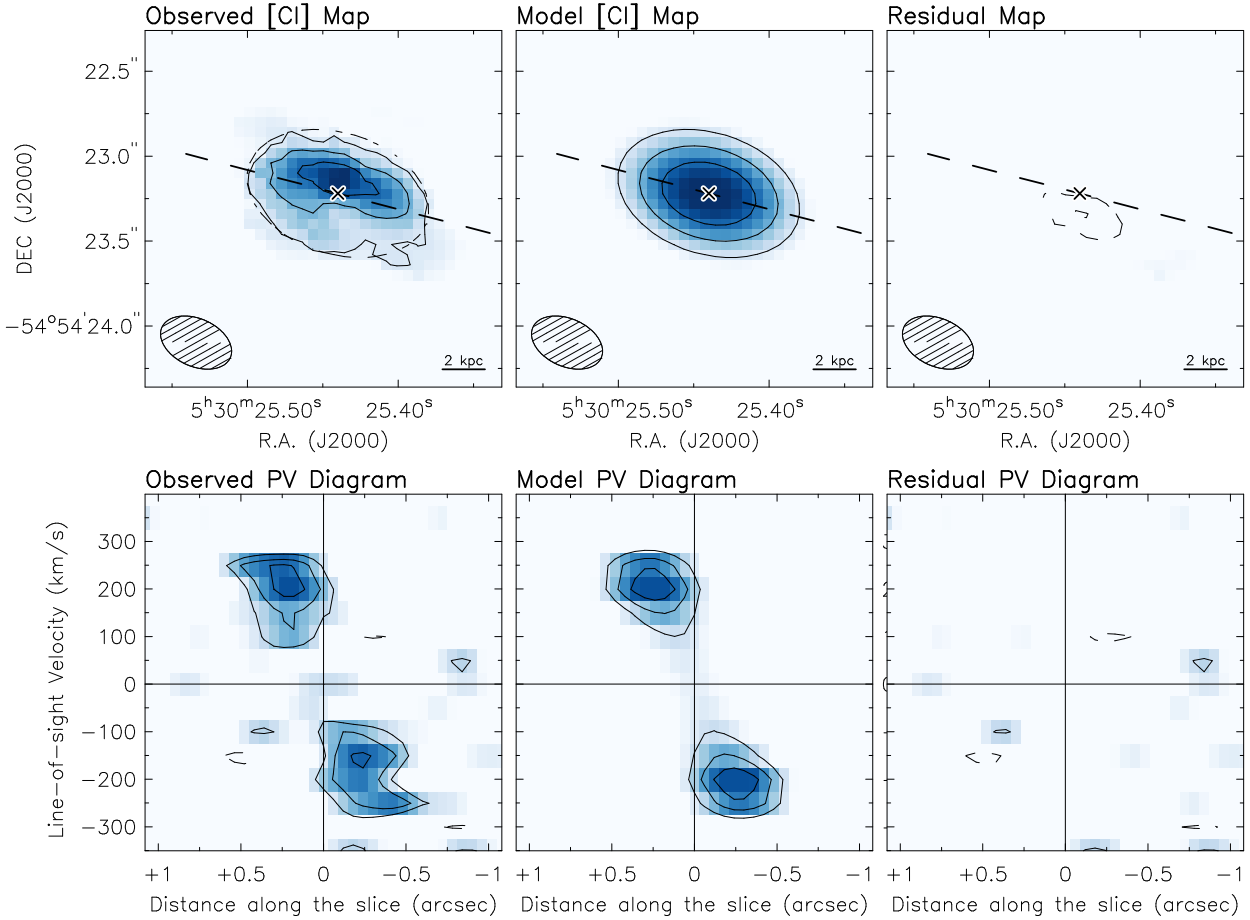 Observed [CI] Map
Model [CI] Map
Residual Map
22.5"
23.0"
23.5"
−54°54'24.0"
DEC (J2000)
2 kpc
2 kpc
2 kpc
5ʰ30ᵐ25.50ˢ 25.40ˢ
5ʰ30ᵐ25.50ˢ 25.40ˢ
5ʰ30ᵐ25.50ˢ 25.40ˢ
R.A. (J2000)
R.A. (J2000)
R.A. (J2000)
Observed PV Diagram
Model PV Diagram
Residual PV Diagram
300
200
100
0
−100
−200
−300
Line−of−sight Velocity (km/s)
+1 +0.5 0 −0.5 −1
+1 +0.5 0 −0.5 −1
+1 +0.5 0 −0.5 −1
Distance along the slice (arcsec)
Distance along the slice (arcsec)
Distance along the slice (arcsec)